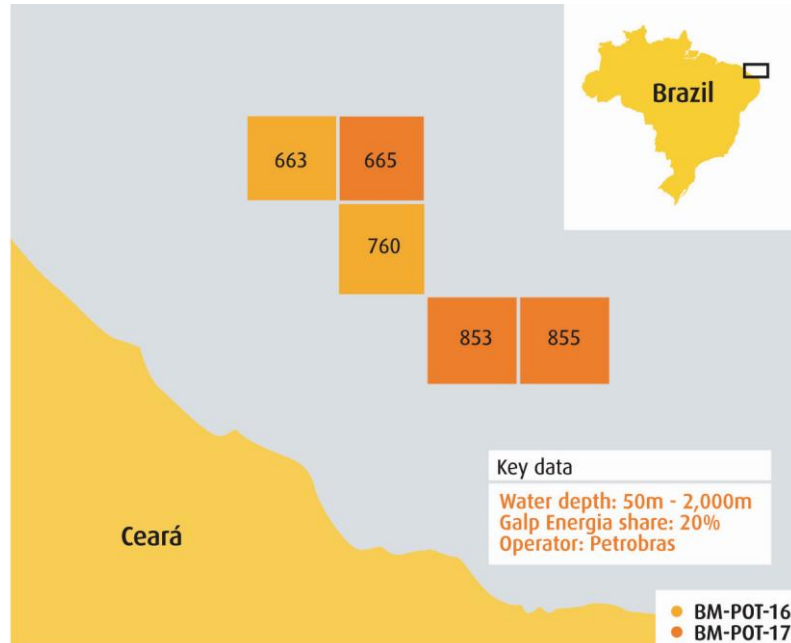 Brazil
663
665
760
853
855
Key data
Water depth: 50m - 2,000m
Galp Energia share: 20%
Operator: Petrobras
Ceará
BM-POT-16
BM-POT-17